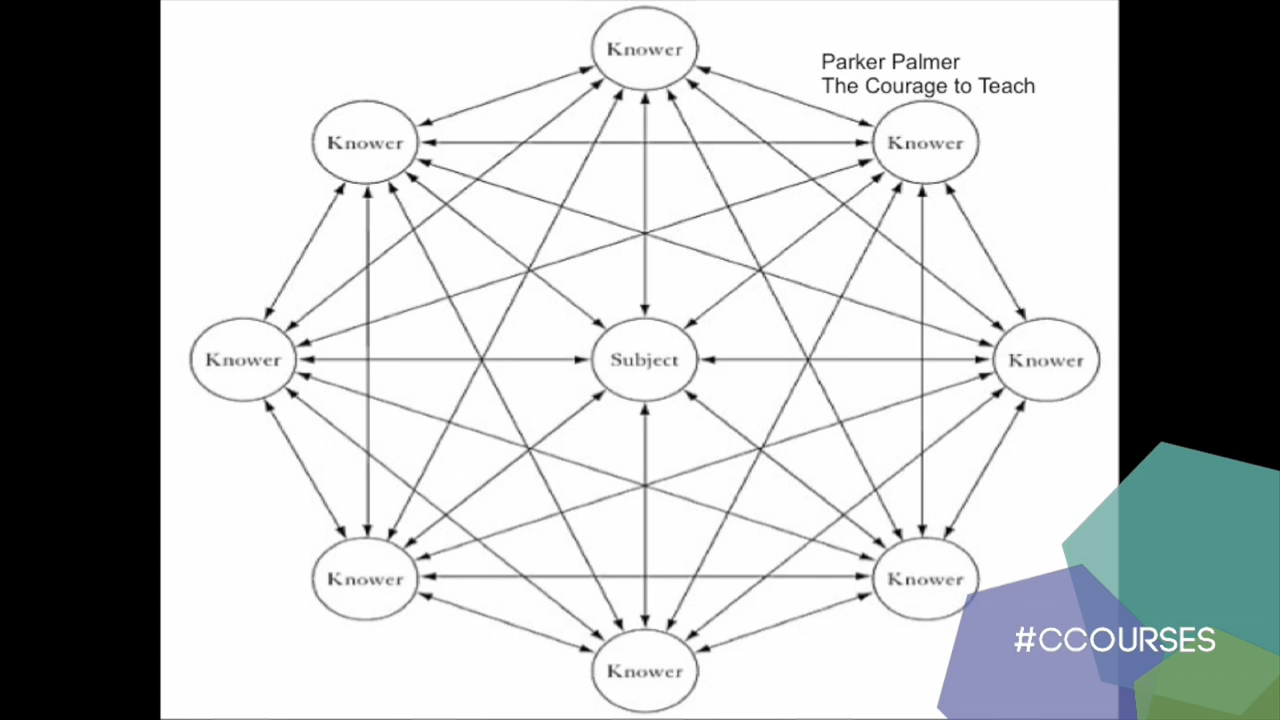 Knower
Parker Palmer
The Courage to Teach
Knower
Knower
Knower
Subject
Knower
Knower
Knower
#CCOURSES
Knower